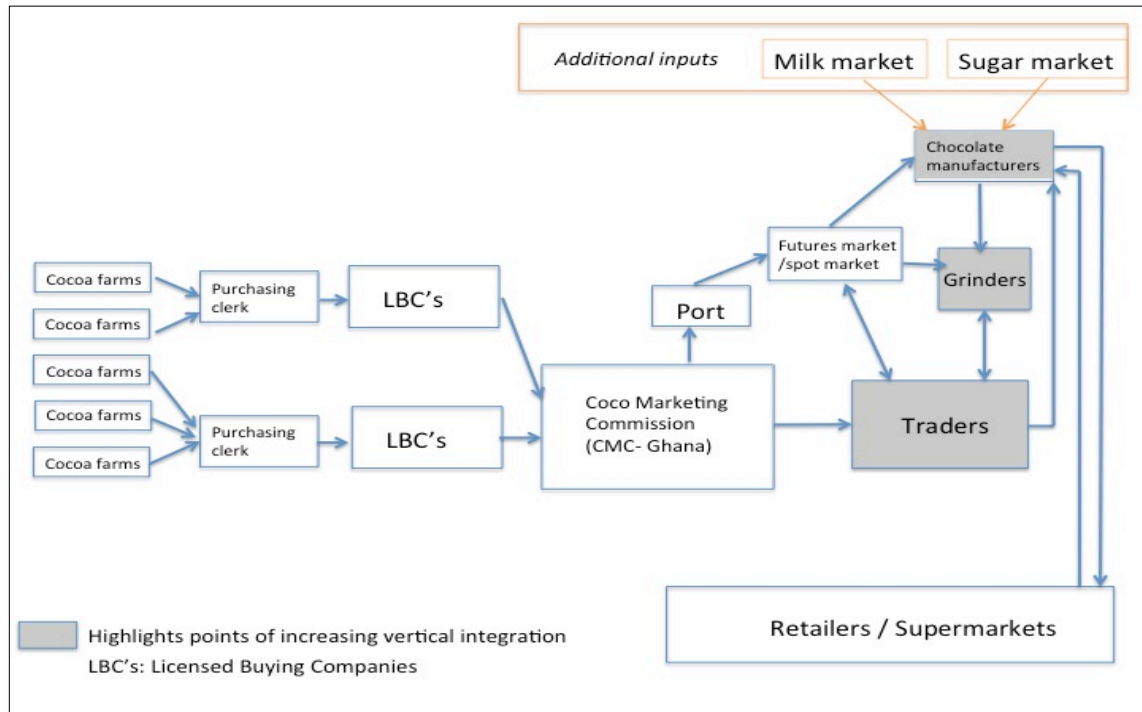 Additional inputs
Milk market
Sugar market
Chocolate
manufacturers
Futures market
/spot market
Grinders
Port
Cocoa farms
Cocoa farms
Purchasing
clerk
LBC's
Cocoa farms
Cocoa farms
Cocoa farms
Purchasing
clerk
LBC's
Coco Marketing
Commission
(CMC- Ghana)
Traders
Retailers / Supermarkets
Highlights points of increasing vertical integration
LBC's: Licensed Buying Companies